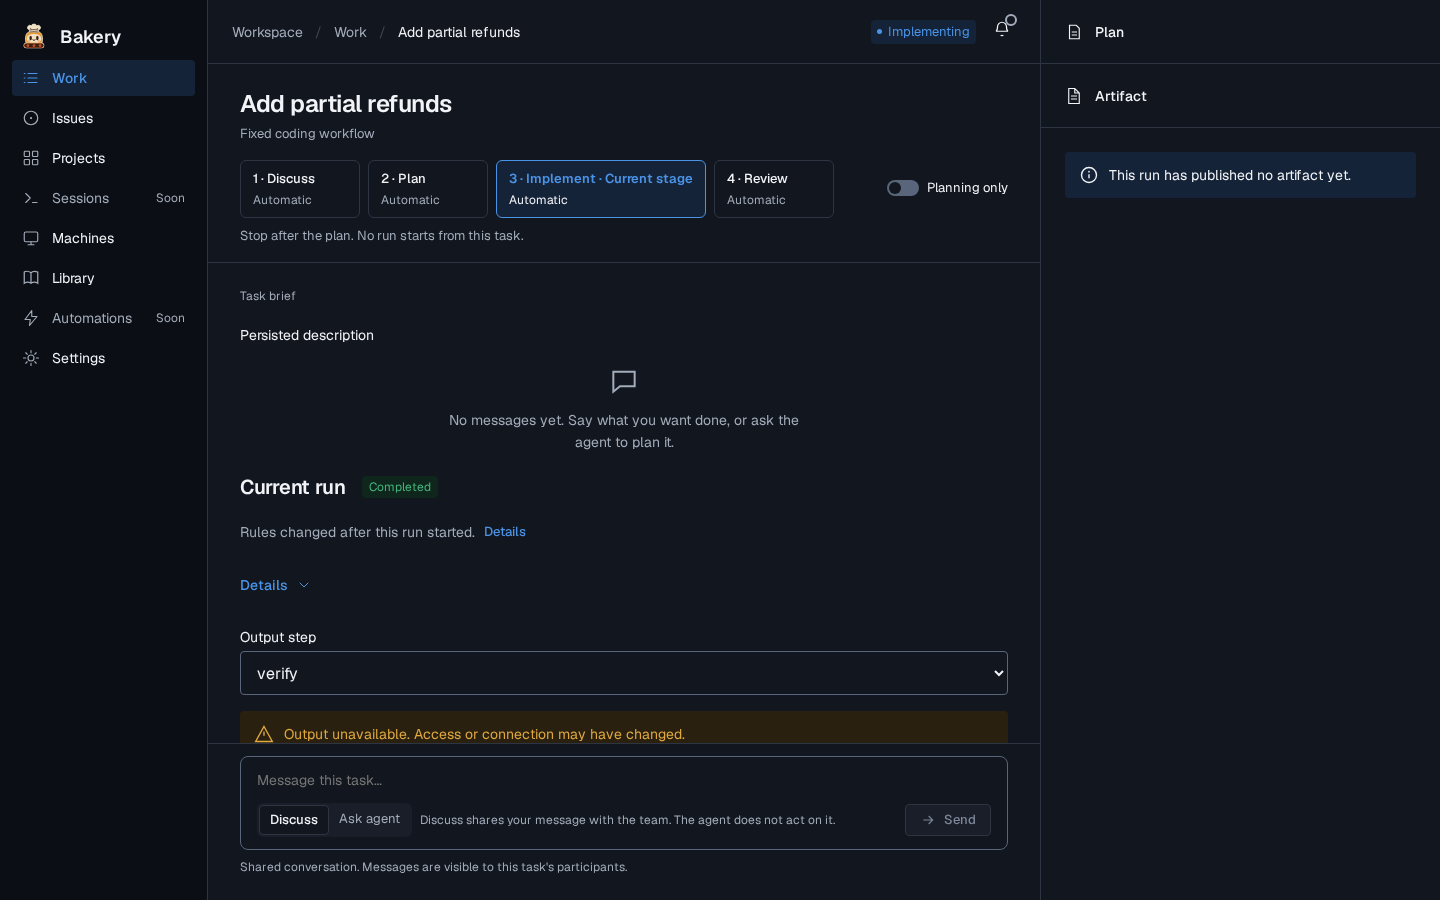 Bakery
Work
Issues
Projects
Sessions Soon
Machines
Library
Automations Soon
Settings
Workspace / Work / Add partial refunds
Implementing
Add partial refunds
Fixed coding workflow
1 · Discuss
Automatic
2 · Plan
Automatic
3 · Implement · Current stage
Automatic
4 · Review
Automatic
Planning only
Stop after the plan. No run starts from this task.
Task brief
Persisted description
No messages yet. Say what you want done, or ask the
agent to plan it.
Current run Completed
Rules changed after this run started. Details
Details
Output step
verify
Output unavailable. Access or connection may have changed.
Message this task...
Discuss Ask agent Discuss shares your message with the team. The agent does not act on it. Send
Shared conversation. Messages are visible to this task's participants.
Plan
Artifact
This run has published no artifact yet.